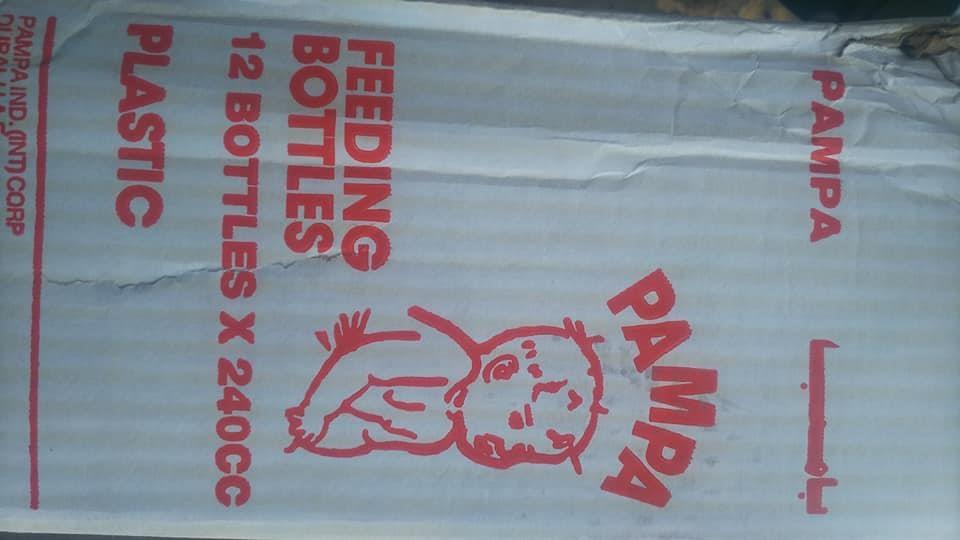 PAMPA بامبا
PAMPA
FEEDING
BOTTLES
12 BOTTLES X 240CC
PLASTIC
PAMPA IND. (INT) CORP